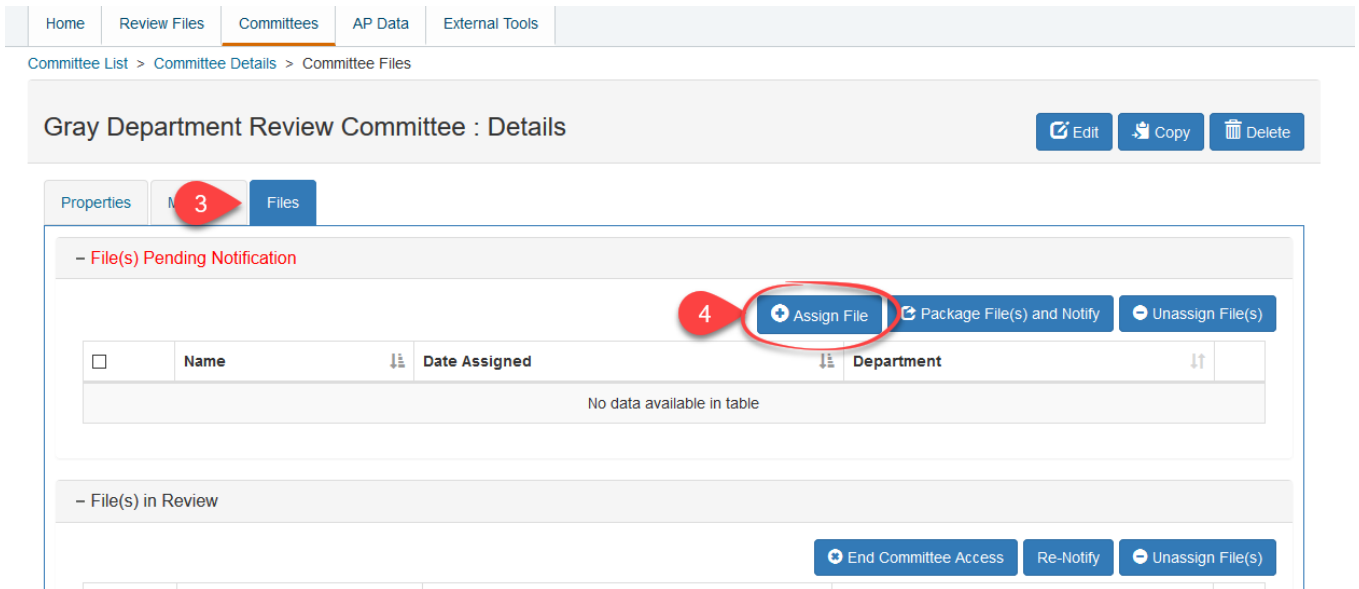 Home Review Files Committees AP Data External Tools
Committee List > Committee Details > Committee Files
Gray Department Review Committee : Details
Edit Copy Delete
Properties M 3 Files
– File(s) Pending Notification
4 Assign File Package File(s) and Notify Unassign File(s)
Name Date Assigned Department
No data available in table
– File(s) in Review
End Committee Access Re-Notify Unassign File(s)